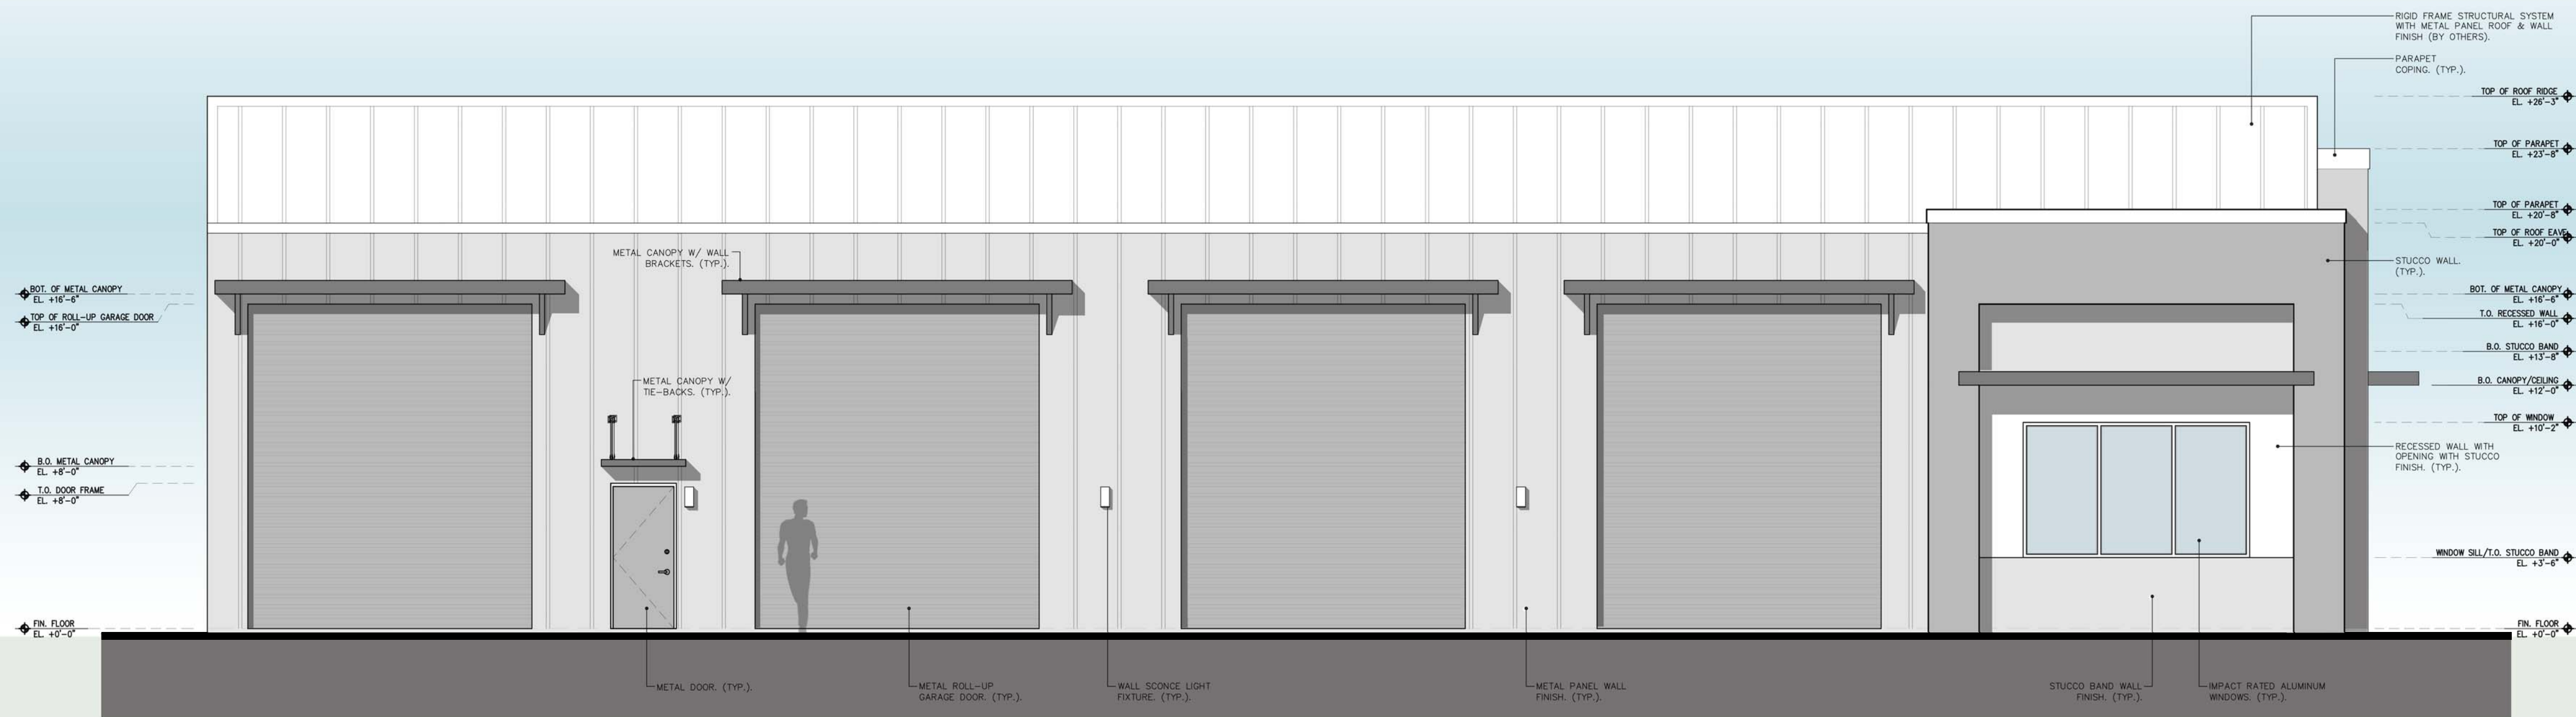 RIGID FRAME STRUCTURAL SYSTEM
WITH METAL PANEL ROOF & WALL
FINISH (BY OTHERS).
PARAPET
COPING. (TYP.).
TOP OF ROOF RIDGE
EL. +26'-3"
TOP OF PARAPET
EL. +23'-8"
TOP OF PARAPET
EL. +20'-8"
TOP OF ROOF EAVE
EL. +20'-0"
STUCCO WALL.
(TYP.).
BOT. OF METAL CANOPY
EL. +16'-6"
T.O. RECESSED WALL
EL. +16'-0"
B.O. STUCCO BAND
EL. +13'-8"
B.O. CANOPY/CEILING
EL. +12'-0"
TOP OF WINDOW
EL. +10'-2"
RECESSED WALL WITH
OPENING WITH STUCCO
FINISH. (TYP.).
WINDOW SILL/T.O. STUCCO BAND
EL. +3'-6"
FIN. FLOOR
EL. +0'-0"
METAL CANOPY W/ WALL
BRACKETS. (TYP.).
METAL CANOPY W/
TIE-BACKS. (TYP.).
BOT. OF METAL CANOPY
EL. +16'-6"
TOP OF ROLL-UP GARAGE DOOR
EL. +16'-0"
B.O. METAL CANOPY
EL. +8'-0"
T.O. DOOR FRAME
EL. +8'-0"
FIN. FLOOR
EL. +0'-0"
METAL DOOR. (TYP.).
METAL ROLL-UP
GARAGE DOOR. (TYP.).
WALL SCONCE LIGHT
FIXTURE. (TYP.).
METAL PANEL WALL
FINISH. (TYP.).
STUCCO BAND WALL
FINISH. (TYP.).
IMPACT RATED ALUMINUM
WINDOWS. (TYP.).